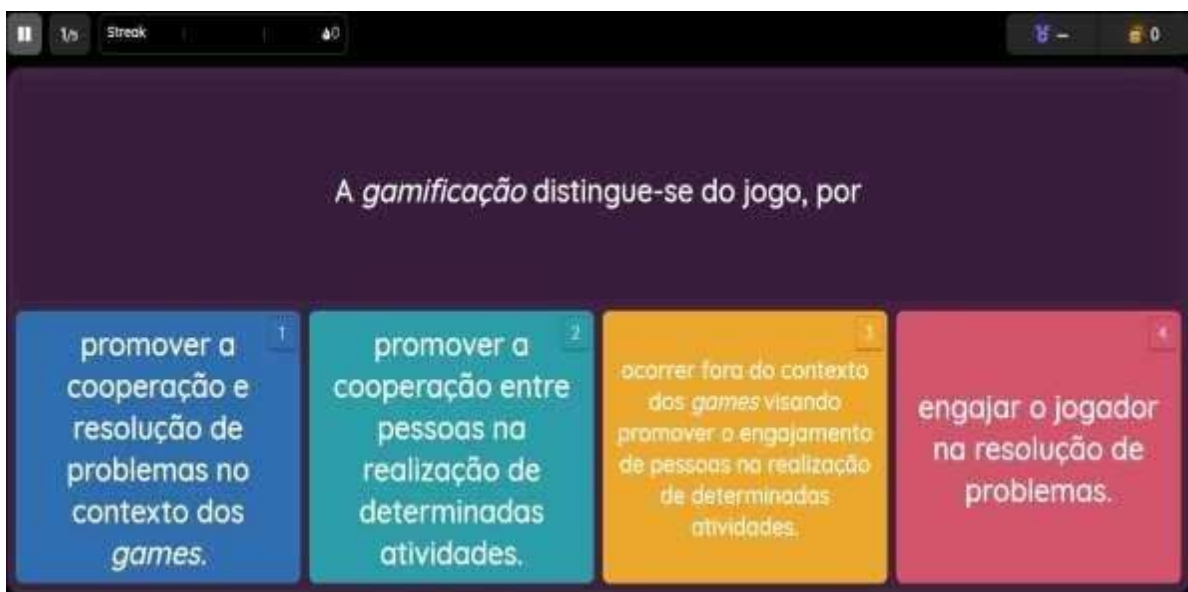 1/5 Streak 0 - 0
A gamificação distingue-se do jogo, por
1
promover a
cooperação e
resolução de
problemas no
contexto dos
games.
2
promover a
cooperação entre
pessoas na
realização de
determinadas
atividades.
3
ocorrer fora do contexto
dos games visando
promover o engajamento
de pessoas na realização
de determinadas
atividades.
4
engajar o jogador
na resolução de
problemas.